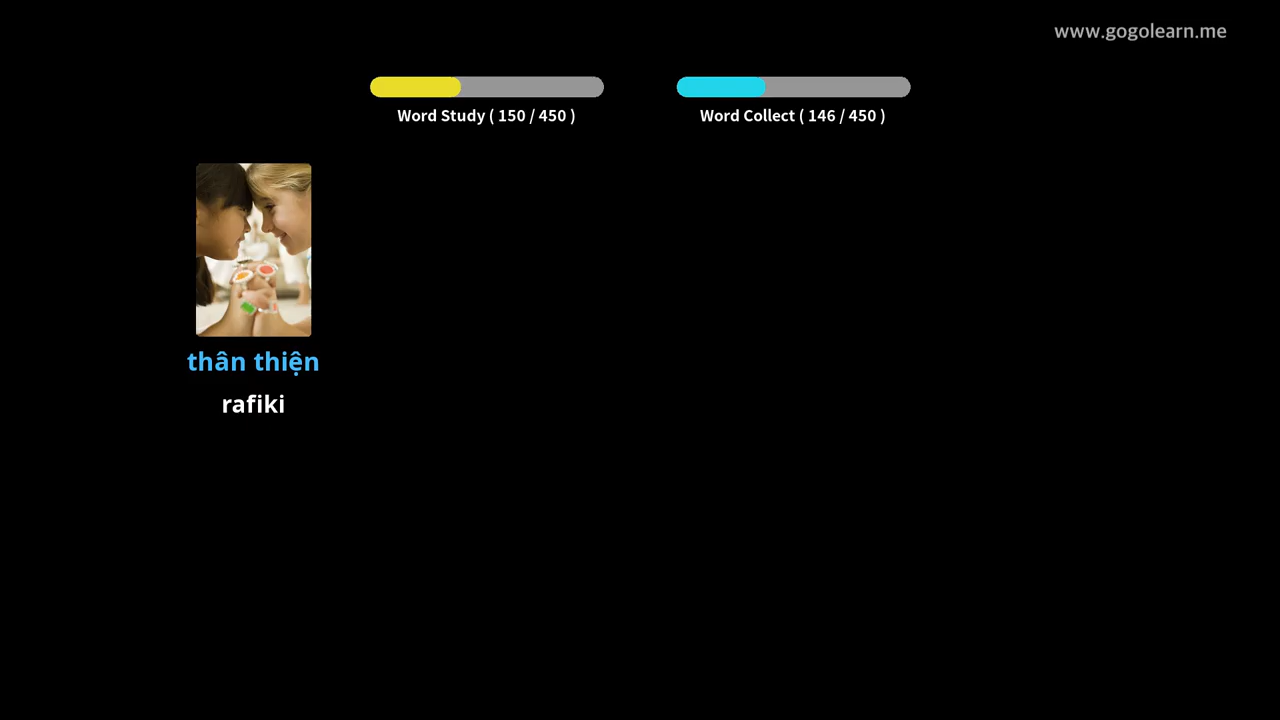 www.gogolearn.me
Word Study ( 150 / 450 )
Word Collect ( 146 / 450 )
thân thiện
rafiki